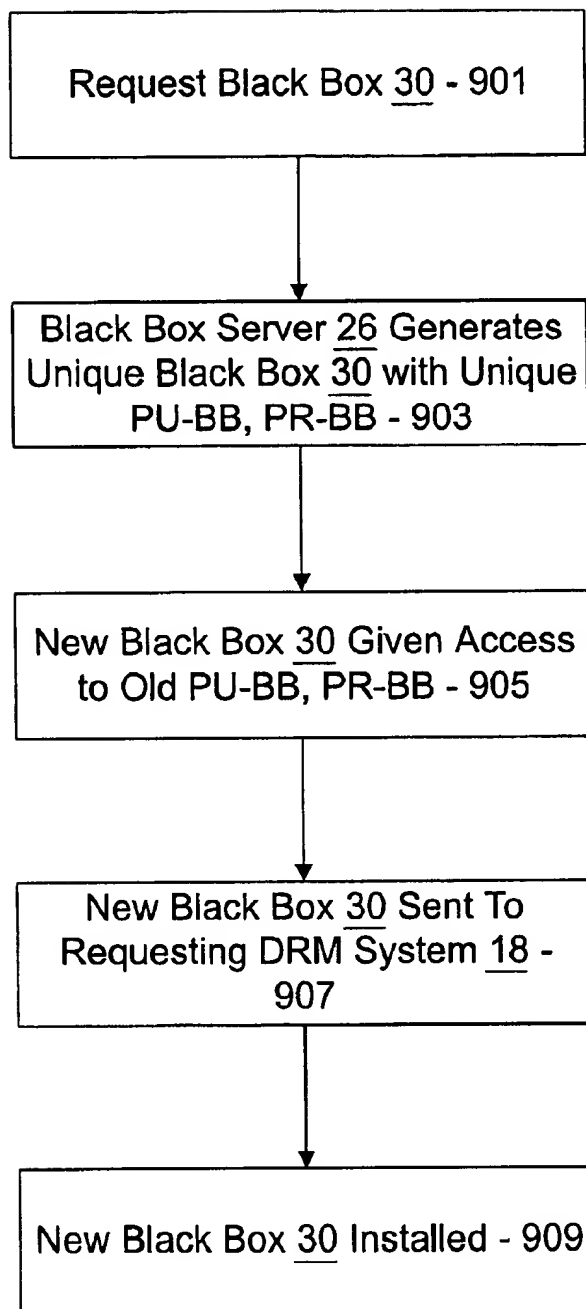 Request Black Box 30 - 901
Black Box Server 26 Generates
Unique Black Box 30 with Unique
PU-BB, PR-BB - 903
New Black Box 30 Given Access
to Old PU-BB, PR-BB - 905
New Black Box 30 Sent To
Requesting DRM System 18 -
907
New Black Box 30 Installed - 909